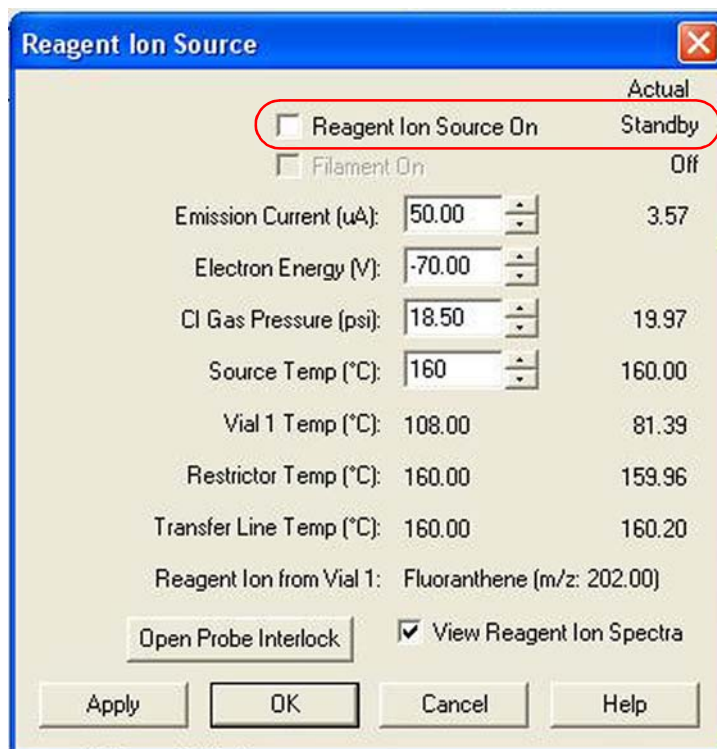 Reagent Ion Source
Actual
Reagent Ion Source On Standby
Filament On Off
Emission Current (uA): 50.00 3.57
Electron Energy (V): -70.00
CI Gas Pressure (psi): 18.50 19.97
Source Temp (°C): 160 160.00
Vial 1 Temp (°C): 108.00 81.39
Restrictor Temp (°C): 160.00 159.96
Transfer Line Temp (°C): 160.00 160.20
Reagent Ion from Vial 1: Fluoranthene (m/z: 202.00)
Open Probe Interlock View Reagent Ion Spectra
Apply OK Cancel Help